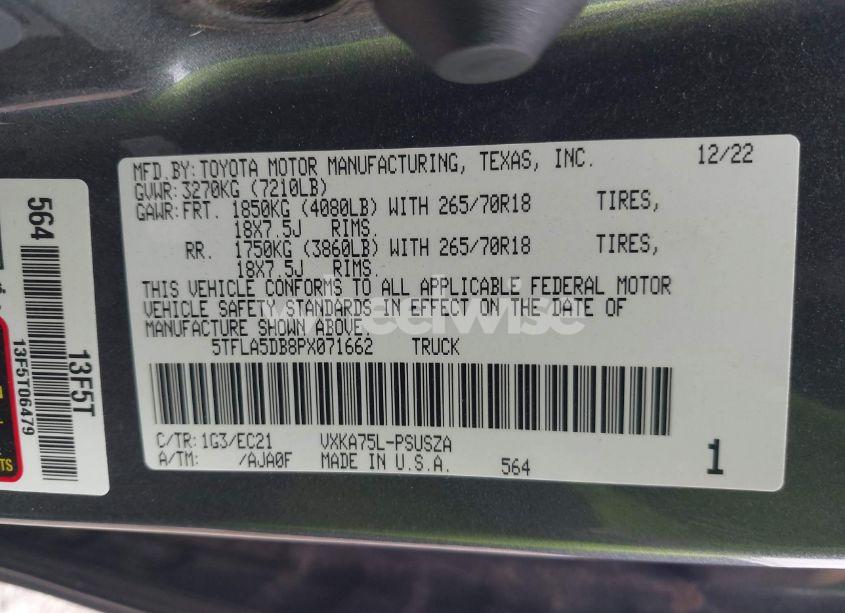 MFD.BY:TOYOTA MOTOR MANUFACTURING, TEXAS, INC. 12/22
GVWR:3270KG (7210LB)
GAWR:FRT. 1850KG (4080LB) WITH 265/70R18 TIRES,
18X7.5J RIMS.
RR. 1750KG (3860LB) WITH 265/70R18 TIRES,
18X7.5J RIMS.
THIS VEHICLE CONFORMS TO ALL APPLICABLE FEDERAL MOTOR
VEHICLE SAFETY STANDARDS IN EFFECT ON THE DATE OF
MANUFACTURE SHOWN ABOVE.
5TFLA5DB8PX071662 TRUCK
C/TR:1G3/EC21 VXKA75L-PSUSZA
A/TM: /AJA0F MADE IN U.S.A. 564 1
564
13F5T
13F5T06479
wheelwise